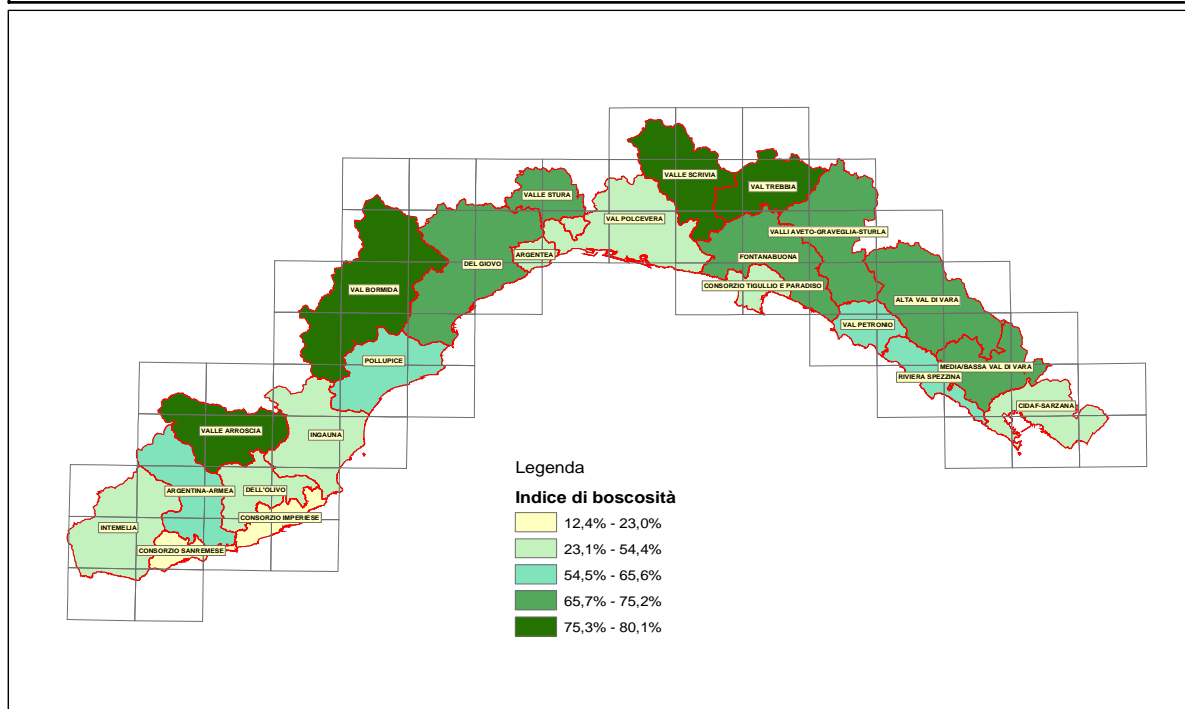 VALLE SCRIVIA
VAL TREBBIA
VALLE STURA
VAL POLCEVERA
VALLI AVETO-GRAVEGLIA-STURLA
ARGENTEA
FONTANABUONA
DEL GIOVO
CONSORZIO TIGULLIO E PARADISO
VAL BORMIDA
ALTA VAL DI VARA
VAL PETRONIO
POLLUPICE
MEDIA/BASSA VAL DI VARA
RIVIERA SPEZZINA
CIDAF-SARZANA
VALLE ARROSCIA
INGAUNA
ARGENTINA-ARMEA
DELL'OLIVO
CONSORZIO IMPERIESE
INTEMELIA
CONSORZIO SANREMESE
Legenda
Indice di boscosità
12,4% - 23,0%
23,1% - 54,4%
54,5% - 65,6%
65,7% - 75,2%
75,3% - 80,1%